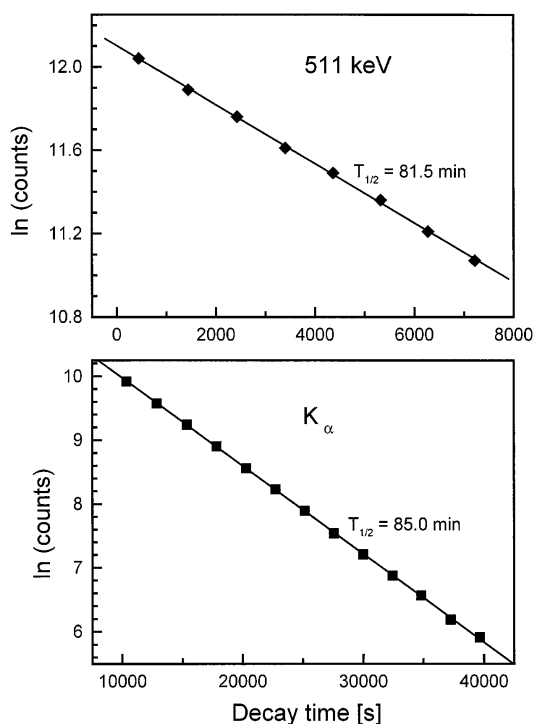 12.0
11.6
11.2
10.8
ln (counts)
511 keV
T1/2 = 81.5 min
0 2000 4000 6000 8000
10
9
8
7
6
ln (counts)
K α
T1/2 = 85.0 min
10000 20000 30000 40000
Decay time [s]